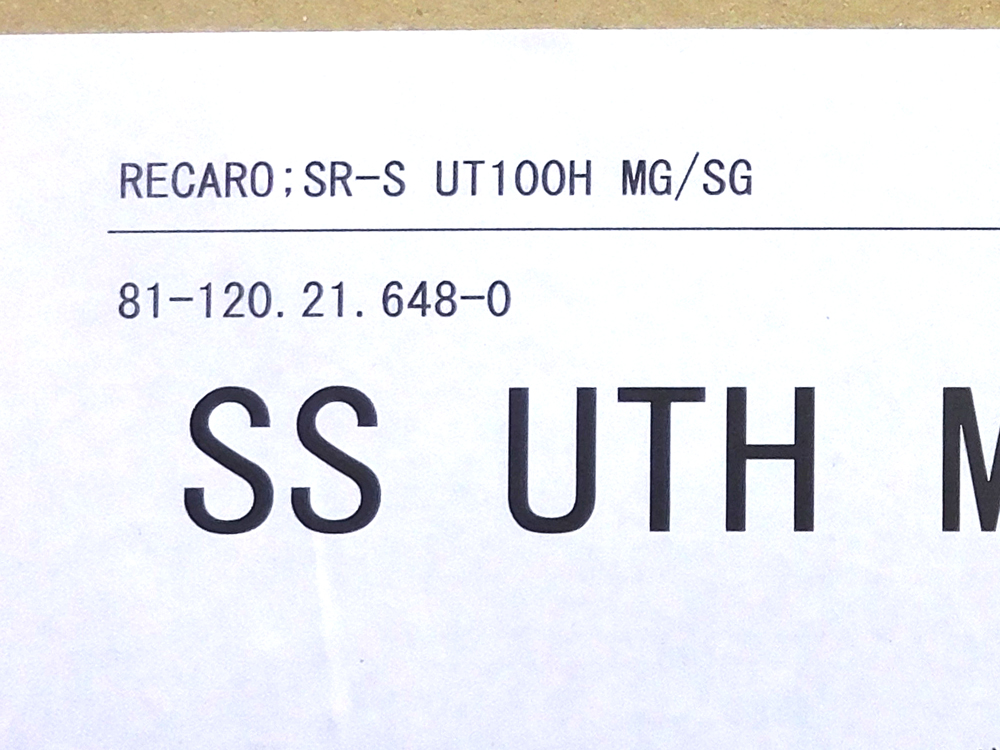 RECARO;SR-S UT100H MG/SG
81-120.21.648-0
SS UTH